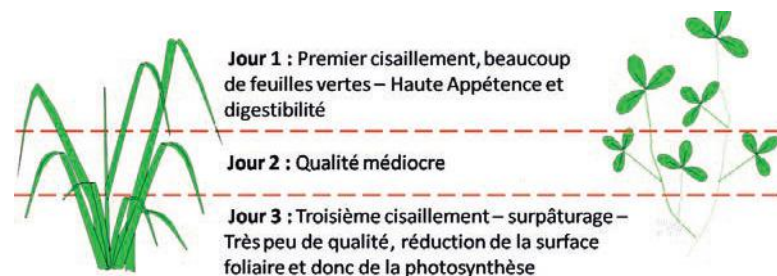 Jour 1 : Premier cisaillement, beaucoup
de feuilles vertes – Haute Appétence et
digestibilité
Jour 2 : Qualité médiocre
Jour 3 : Troisième cisaillement – surpâturage –
Très peu de qualité, réduction de la surface
foliaire et donc de la photosynthèse